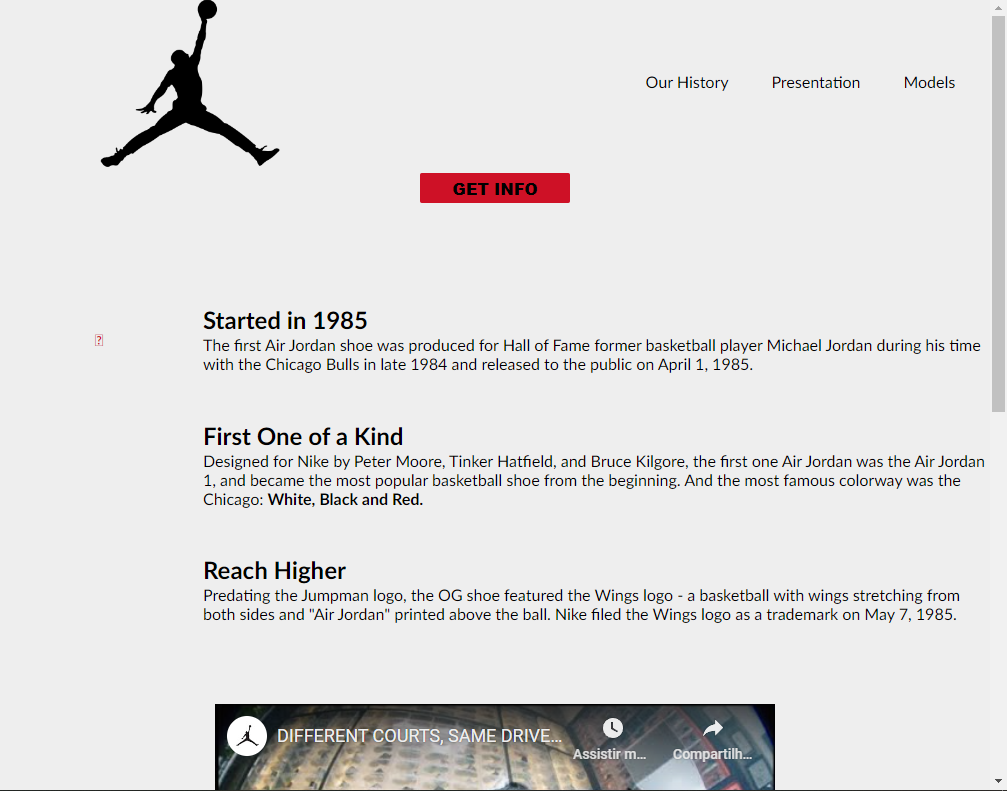 Our History Presentation Models
GET INFO
Started in 1985
The first Air Jordan shoe was produced for Hall of Fame former basketball player Michael Jordan during his time
with the Chicago Bulls in late 1984 and released to the public on April 1, 1985.
First One of a Kind
Designed for Nike by Peter Moore, Tinker Hatfield, and Bruce Kilgore, the first one Air Jordan was the Air Jordan
1, and became the most popular basketball shoe from the beginning. And the most famous colorway was the
Chicago: White, Black and Red.
Reach Higher
Predating the Jumpman logo, the OG shoe featured the Wings logo - a basketball with wings stretching from
both sides and "Air Jordan" printed above the ball. Nike filed the Wings logo as a trademark on May 7, 1985.
DIFFERENT COURTS, SAME DRIVE...
Assistir m... Compartilh...